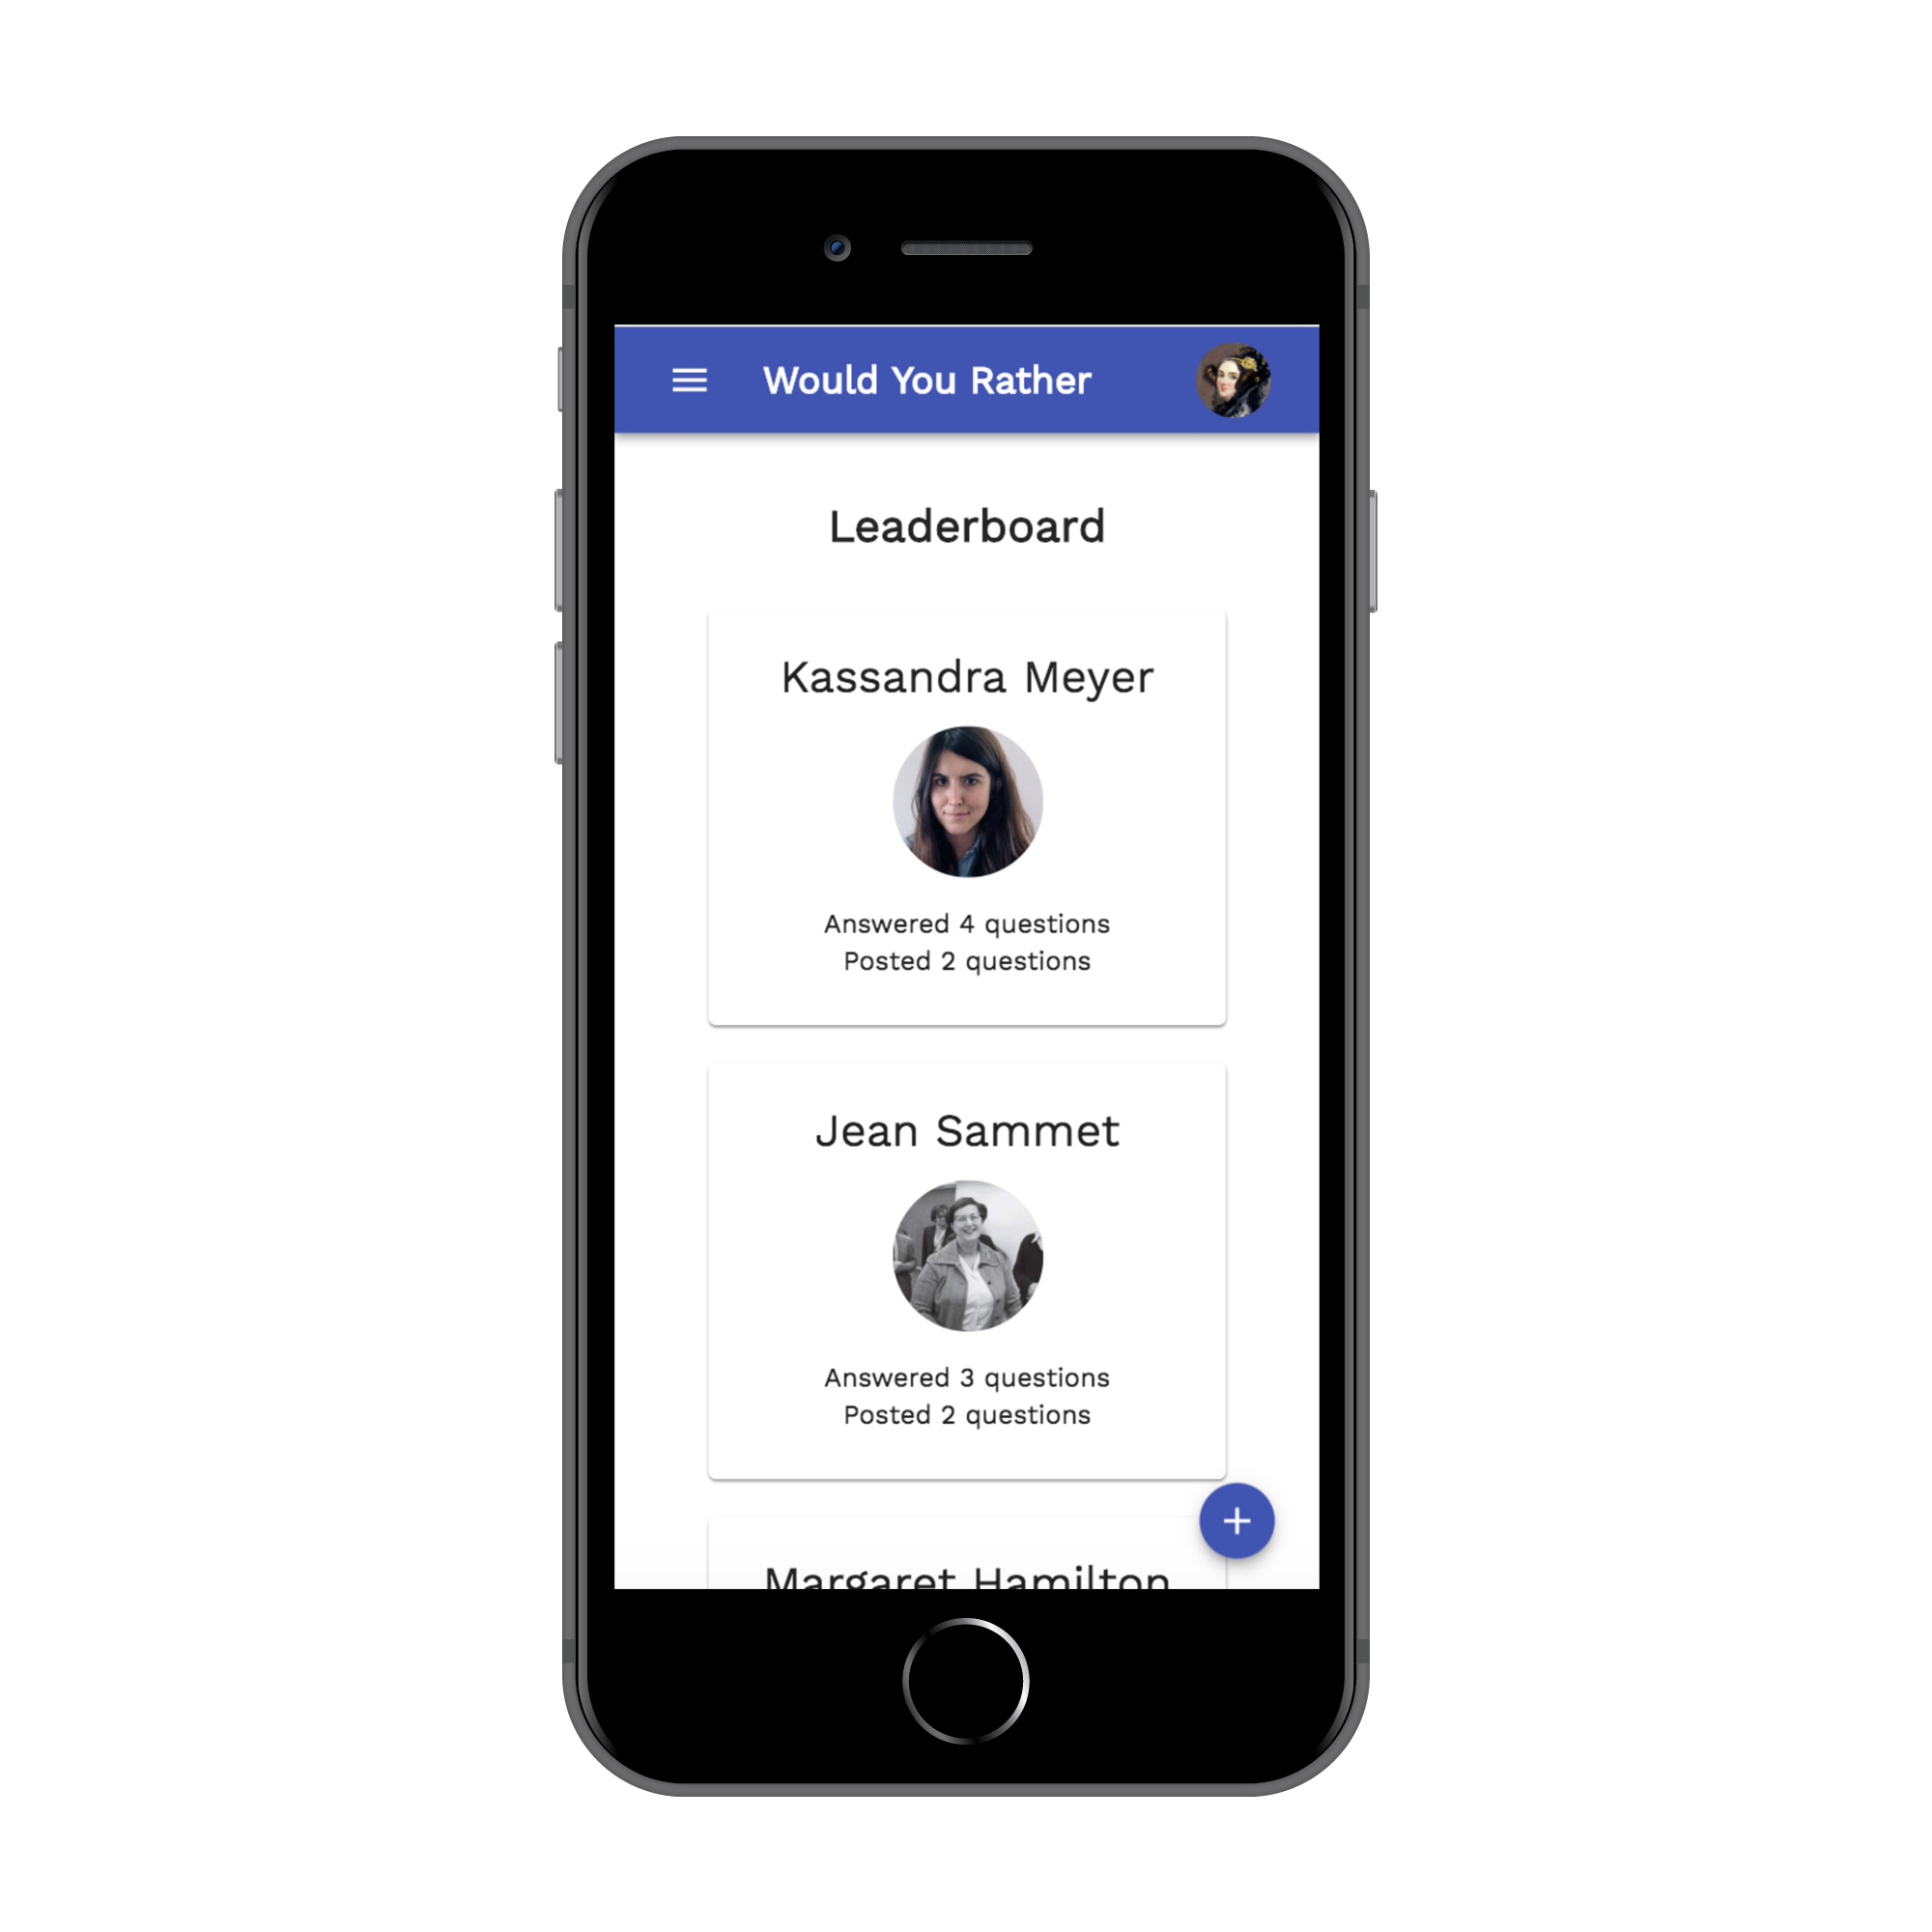 Would You Rather
Leaderboard
Kassandra Meyer
Answered 4 questions
Posted 2 questions
Jean Sammet
Answered 3 questions
Posted 2 questions
Margaret Hamilton